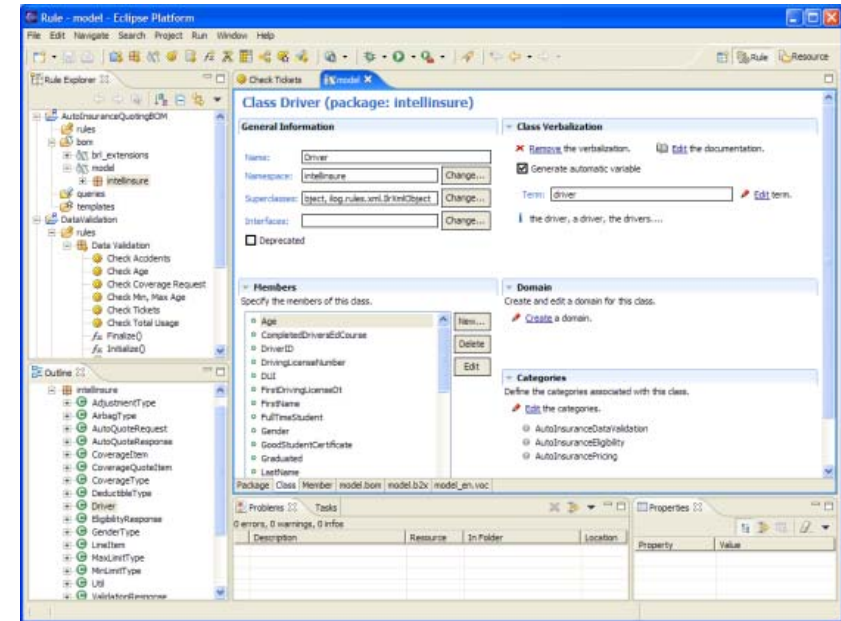 Rule - model - Eclipse Platform
File Edit Navigate Search Project Run Window Help
Rule Resource
Rule Explorer
AutoInsuranceQuotingBOM
rules
bom
brl_extensions
model
intellinsure
queries
templates
DataValidation
rules
Data Validation
Check Accidents
Check Age
Check Coverage Request
Check Min, Max Age
Check Tickets
Check Total Usage
Finalize()
Initialize()
Outline
intellinsure
AdjustmentType
AirbagType
AutoQuoteRequest
AutoQuoteResponse
CoverageItem
CoverageQuoteItem
CoverageType
DeductibleType
Driver
EligibilityResponse
GenderType
LineItem
MaxLimitType
MinLimitType
Util
ValidationResponse
Check Tickets model
Class Driver (package: intellinsure)
General Information
Name: Driver
Namespace: intellinsure Change...
Superclasses: bject, ilog.rules.xml.IlrXmlObject Change...
Interfaces: Change...
Deprecated
Class Verbalization
Remove the verbalization. Edit the documentation.
Generate automatic variable
Term: driver Edit term.
the driver, a driver, the drivers....
Members
Specify the members of this class.
Age
CompletedDriversEdCourse
DriverID
DrivingLicenseNumber
DUI
FirstDrivingLicenseDt
FirstName
FullTimeStudent
Gender
GoodStudentCertificate
Graduated
LastName
New...
Delete
Edit
Domain
Create and edit a domain for this class.
Create a domain.
Categories
Define the categories associated with this class.
Edit the categories.
AutoInsuranceDataValidation
AutoInsuranceEligibility
AutoInsurancePricing
Package Class Member model.bom model.b2x model_en.voc
Problems Tasks
0 errors, 0 warnings, 0 infos
Description Resource In Folder Location
Properties
Property Value